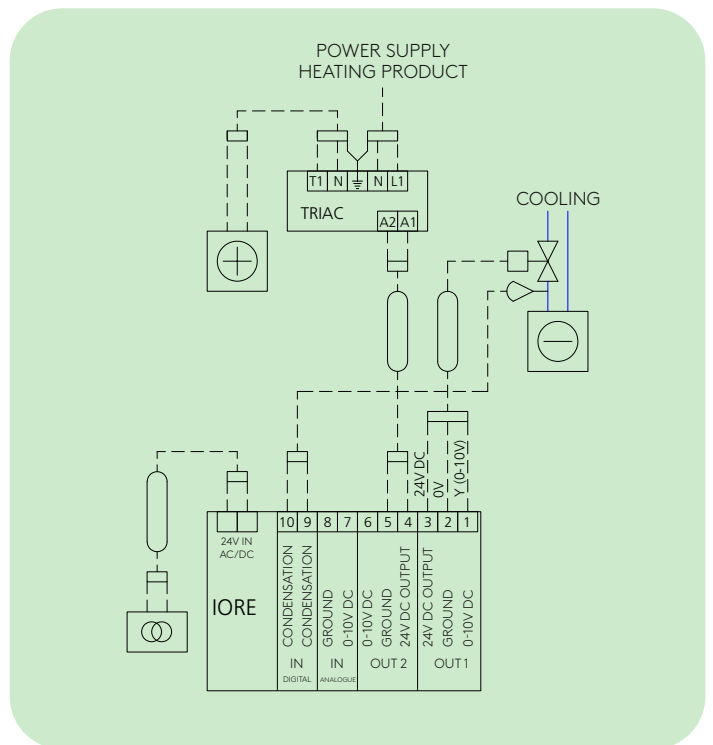 POWER SUPPLY
HEATING PRODUCT
T1 N N L1
TRIAC
A2 A1
COOLING
24V DC
0V
Y (0-10V)
24V IN
AC/DC
IORE
10 9 8 7 6 5 4 3 2 1
CONDENSATION
CONDENSATION
GROUND
0-10V DC
0-10V DC
GROUND
24V DC OUTPUT
24V DC OUTPUT
GROUND
0-10V DC
IN
DIGITAL
IN
ANALOGUE
OUT 2
OUT1